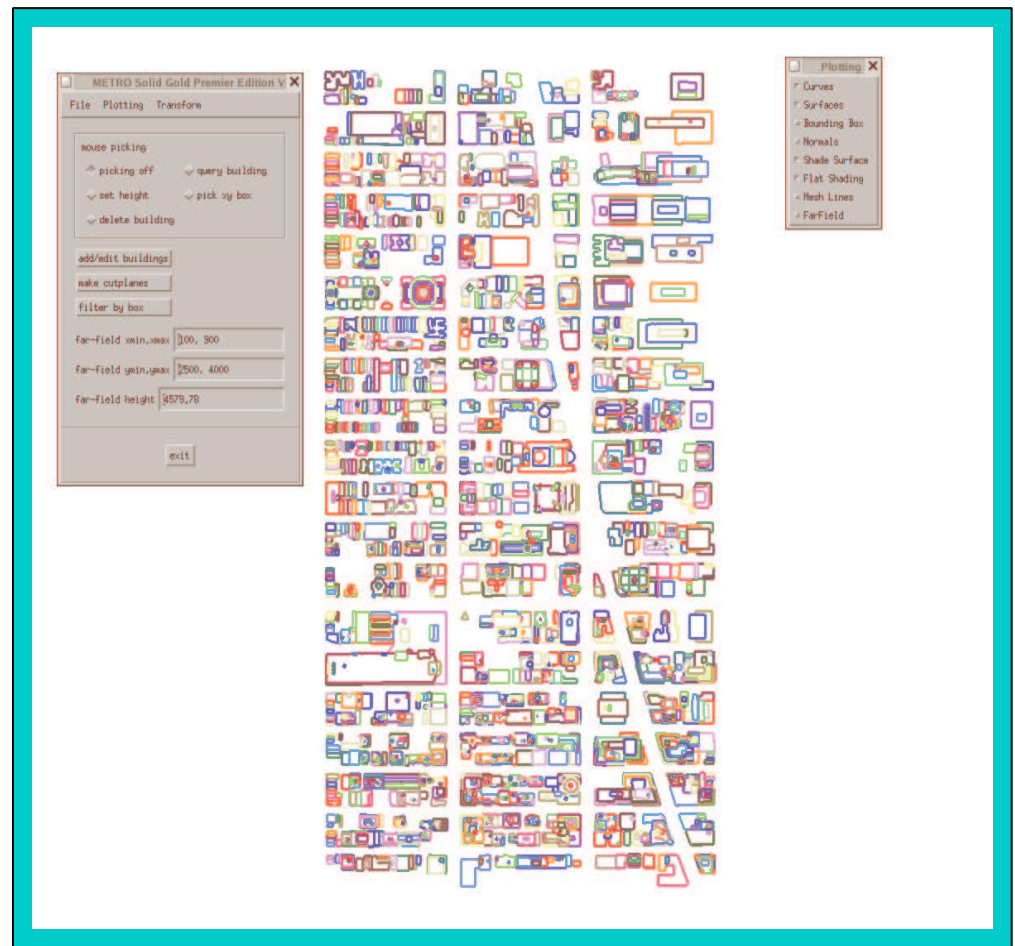 METRO Solid Gold Premier Edition V
File Plotting Transform
mouse picking
picking off query building
set height pick xy box
delete building
add/edit buildings
make cutplanes
filter by box
far-field xmin,xmax 100, 900
far-field ymin,ymax 2500, 4000
far-field height 4579.78
exit
Plotting
Curves
Surfaces
Bounding Box
Normals
Shade Surface
Flat Shading
Mesh Lines
FarField